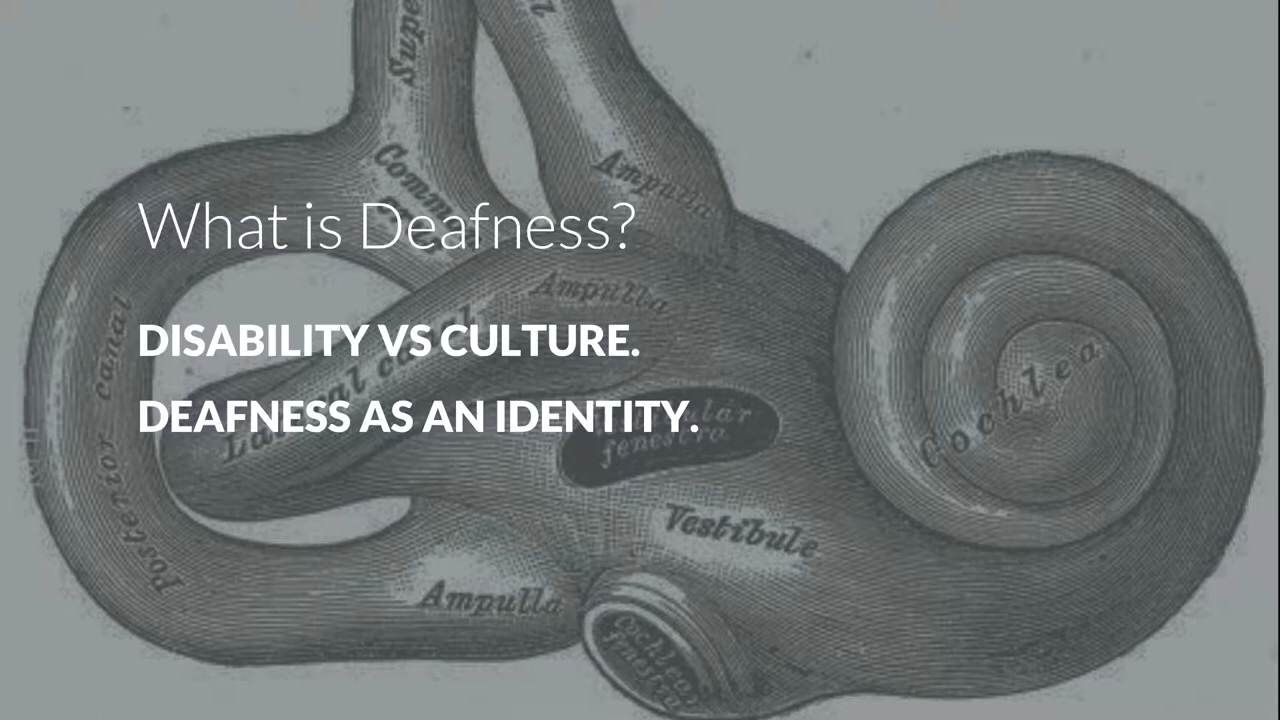 What is Deafness?
DISABILITY VS CULTURE.
DEAFNESS AS AN IDENTITY.
Ampulla
Ampulla
Posterior canal
Cochlea
fenestra
Vestibule
Ampulla